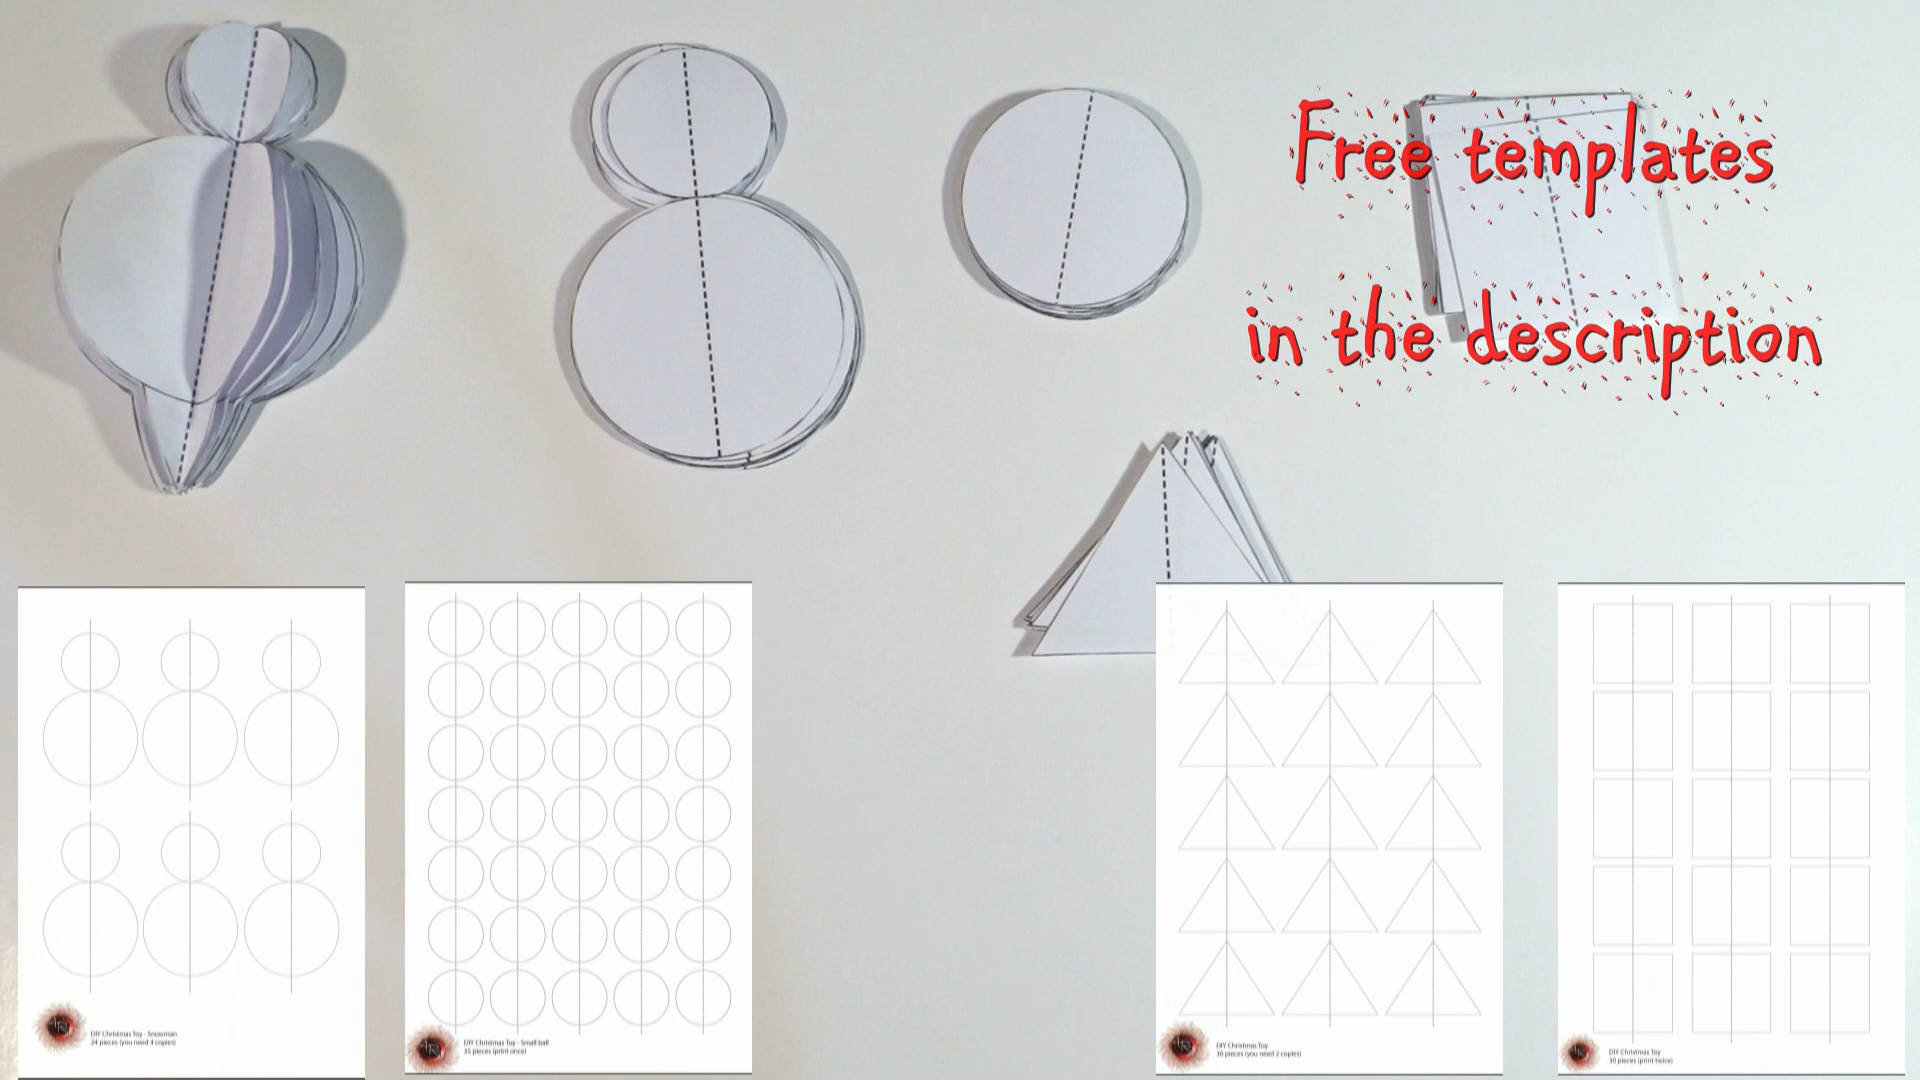 Free templates
in the description
DIY Christmas Toy - Snowman
24 pieces (you need 4 copies)
DIY Christmas Toy - Small ball
35 pieces (print once)
DIY Christmas Toy
30 pieces (you need 2 copies)
DIY Christmas Toy
30 pieces (print twice)